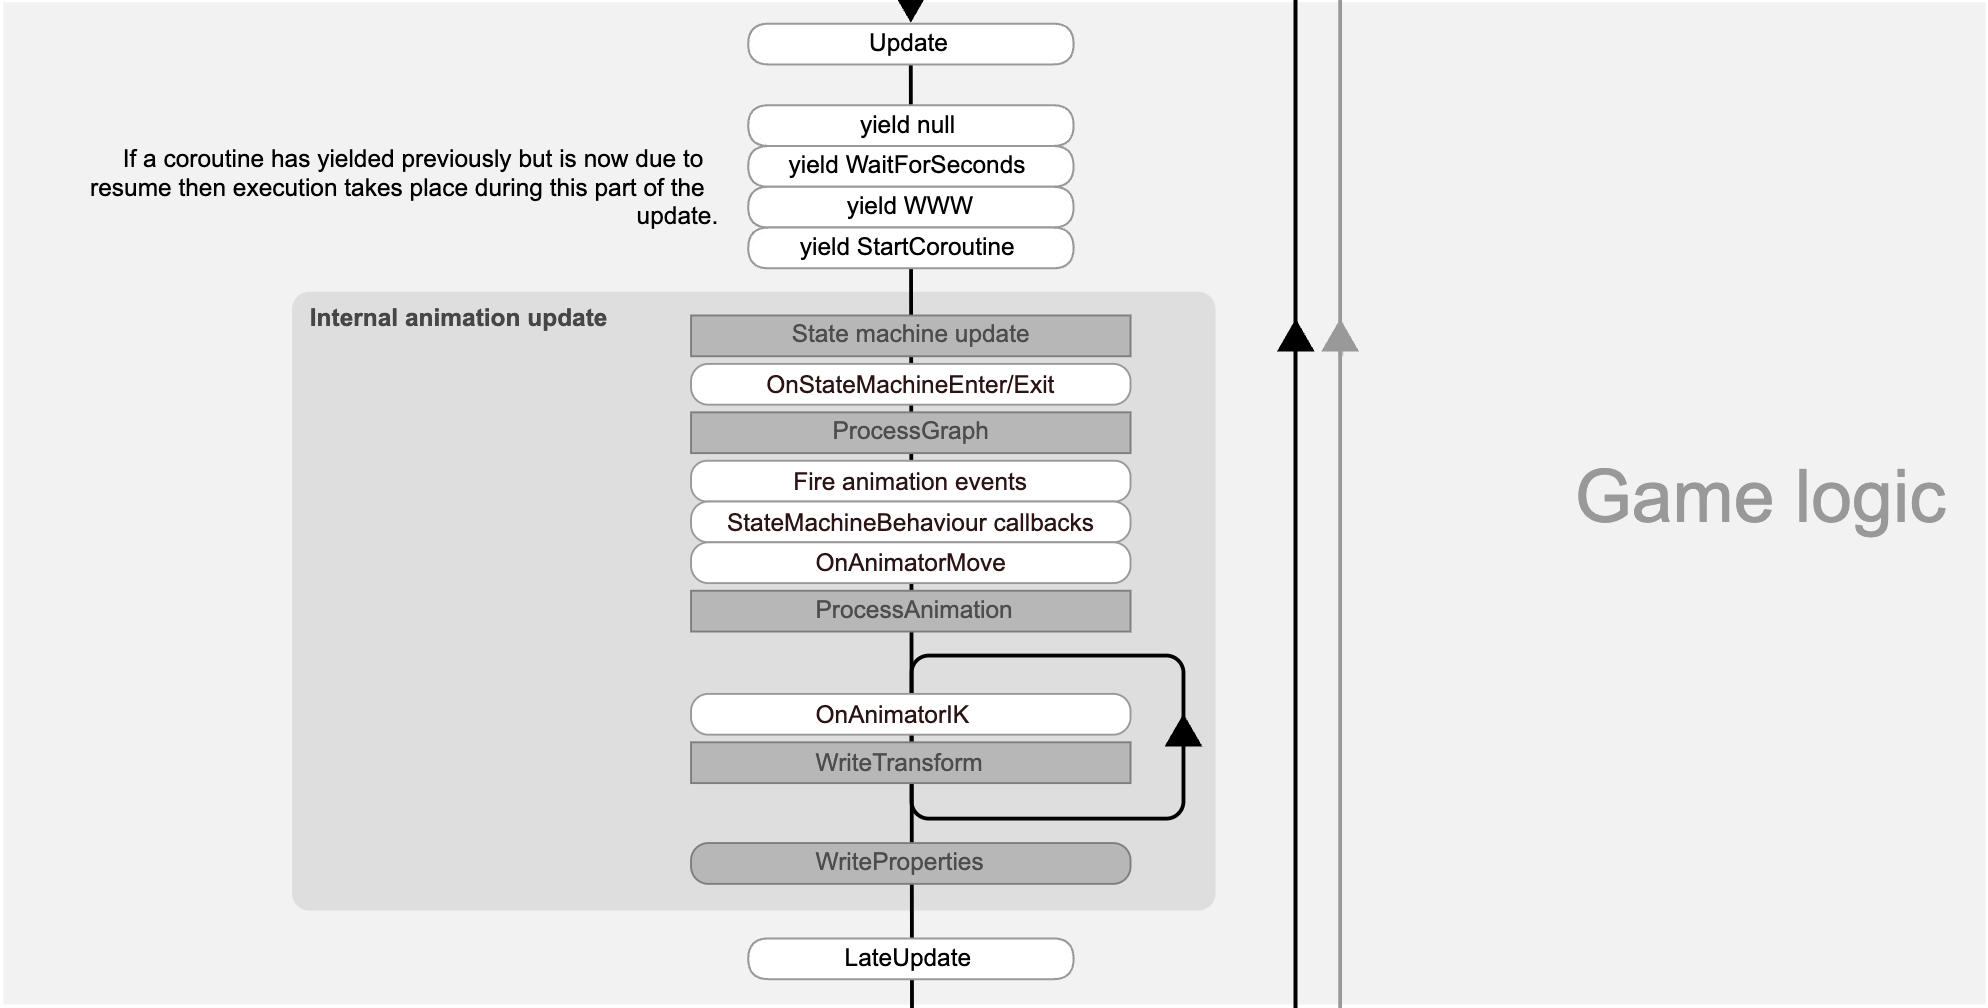 Update
yield null
If a coroutine has yielded previously but is now due to
resume then execution takes place during this part of the
update.
yield WaitForSeconds
yield WWW
yield StartCoroutine
Internal animation update
State machine update
OnStateMachineEnter/Exit
ProcessGraph
Fire animation events
StateMachineBehaviour callbacks
OnAnimatorMove
ProcessAnimation
OnAnimatorIK
WriteTransform
WriteProperties
LateUpdate
Game logic